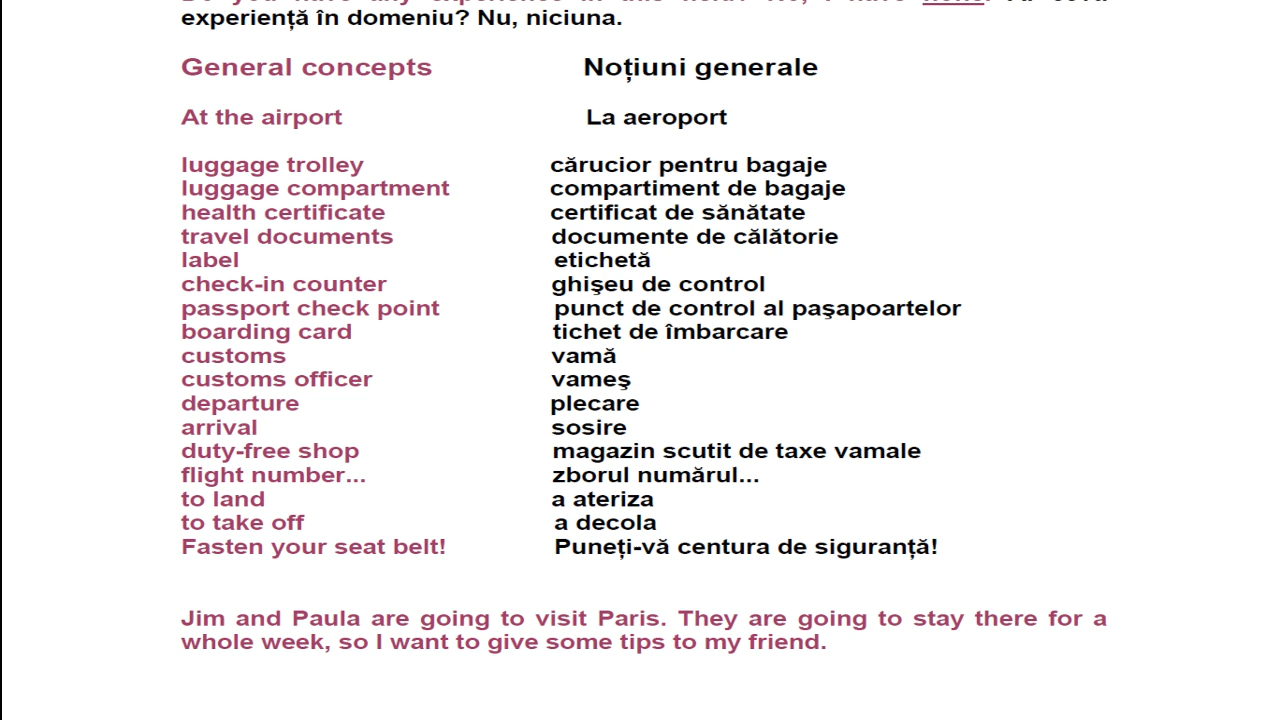 experiență în domeniu? Nu, niciuna.
General concepts Noțiuni generale
At the airport La aeroport
luggage trolley cărucior pentru bagaje
luggage compartment compartiment de bagaje
health certificate certificat de sănătate
travel documents documente de călătorie
label etichetă
check-in counter ghişeu de control
passport check point punct de control al paşapoartelor
boarding card tichet de îmbarcare
customs vamă
customs officer vameş
departure plecare
arrival sosire
duty-free shop magazin scutit de taxe vamale
flight number... zborul numărul...
to land a ateriza
to take off a decola
Fasten your seat belt! Puneți-vă centura de siguranță!
Jim and Paula are going to visit Paris. They are going to stay there for a
whole week, so I want to give some tips to my friend.